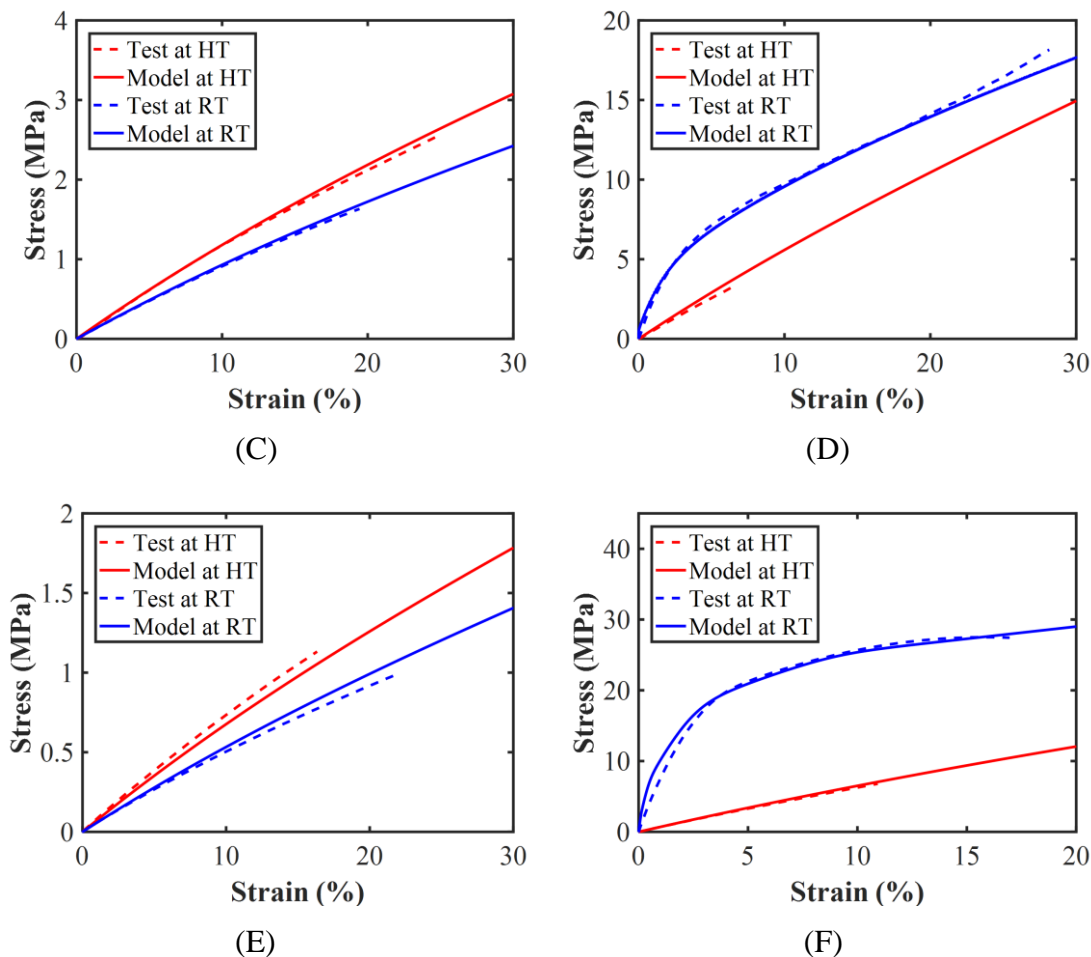 4
3
2
1
0
Stress (MPa)
Test at HT
Model at HT
Test at RT
Model at RT
0 10 20 30
Strain (%)
(C)
20
15
10
5
0
Stress (MPa)
Test at HT
Model at HT
Test at RT
Model at RT
0 10 20 30
Strain (%)
(D)
2
1.5
1
0.5
0
Stress (MPa)
Test at HT
Model at HT
Test at RT
Model at RT
0 10 20 30
Strain (%)
(E)
40
30
20
10
0
Stress (MPa)
Test at HT
Model at HT
Test at RT
Model at RT
0 5 10 15 20
Strain (%)
(F)